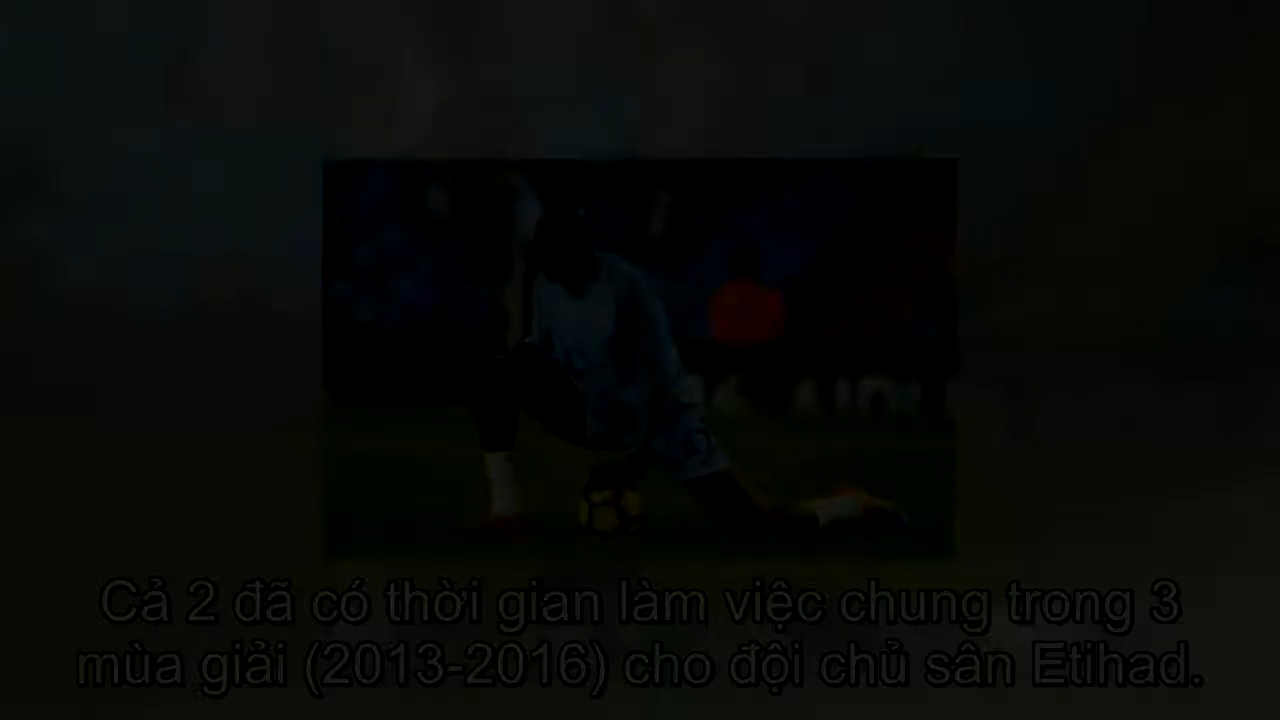 Cả 2 đã có thời gian làm việc chung trong 3
mùa giải (2013-2016) cho đội chủ sân Etihad.